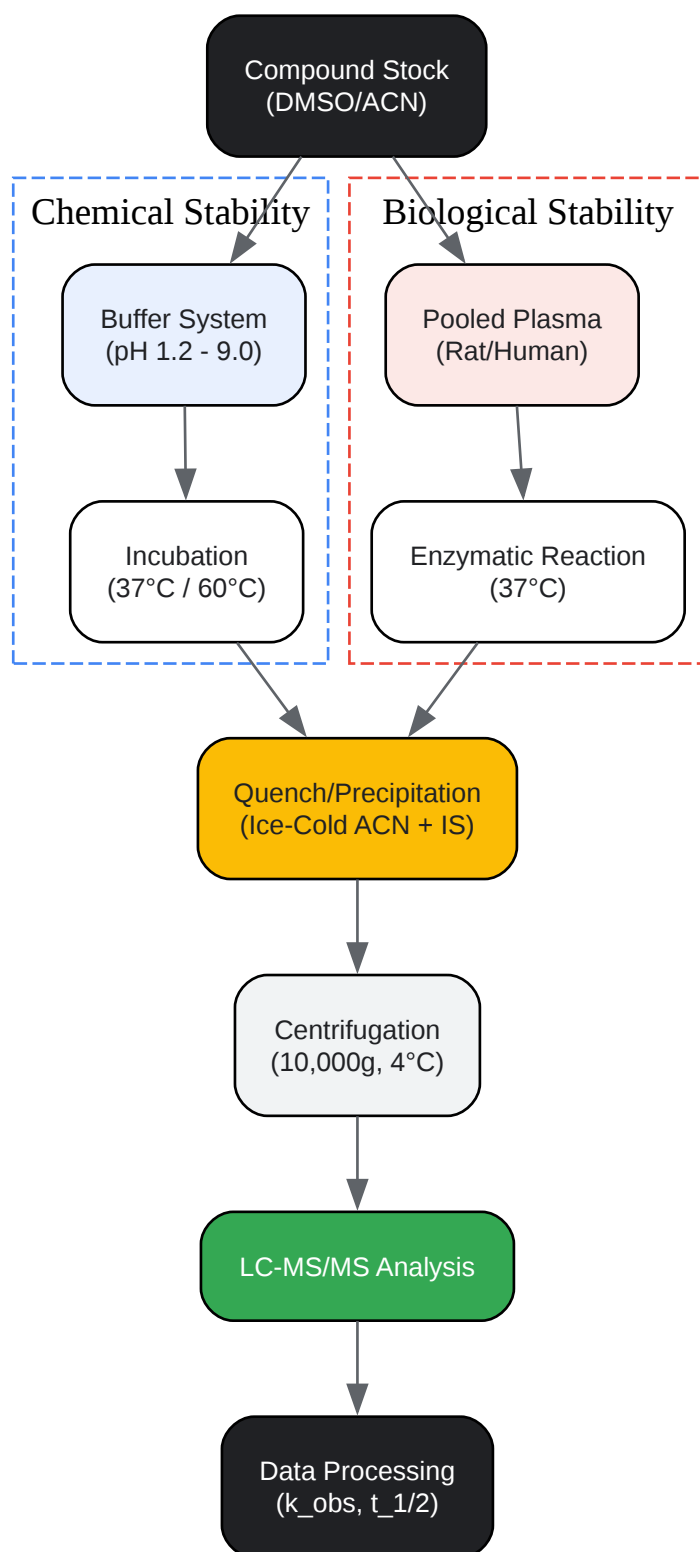 Compound Stock
(DMSO/ACN)
Chemical Stability
Buffer System
(pH 1.2 - 9.0)
Incubation
(37°C / 60°C)
Biological Stability
Pooled Plasma
(Rat/Human)
Enzymatic Reaction
(37°C)
Quench/Precipitation
(Ice-Cold ACN + IS)
Centrifugation
(10,000g, 4°C)
LC-MS/MS Analysis
Data Processing
(k_obs, t_1/2)